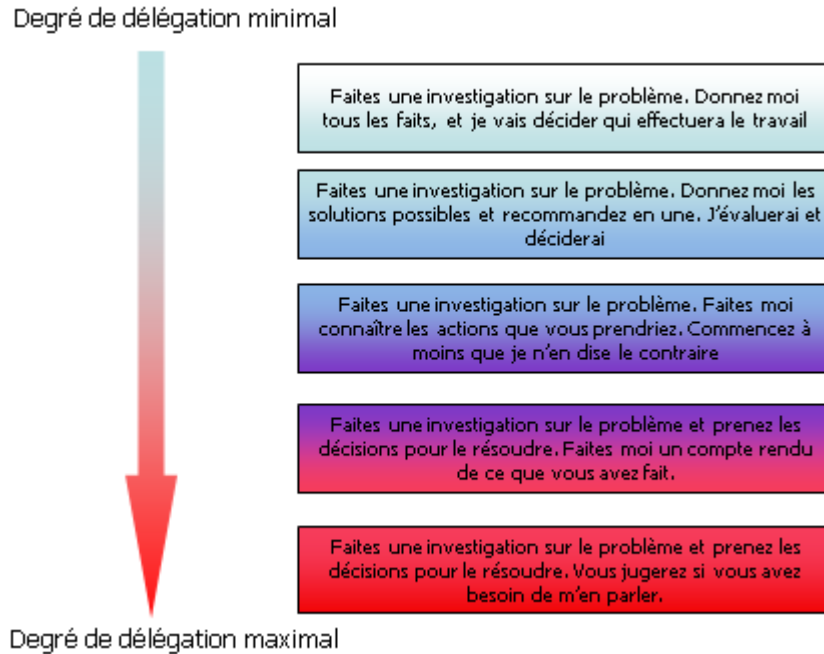 Degré de délégation minimal
Faites une investigation sur le problème. Donnez moi
tous les faits, et je vais décider qui effectuera le travail
Faites une investigation sur le problème. Donnez moi les
solutions possibles et recommandez en une. J'évaluerai et
déciderai
Faites une investigation sur le problème. Faites moi
connaître les actions que vous prendriez. Commencez à
moins que je n'en dise le contraire
Faites une investigation sur le problème et prenez les
décisions pour le résoudre. Faites moi un compte rendu
de ce que vous avez fait.
Faites une investigation sur le problème et prenez les
décisions pour le résoudre. Vous jugerez si vous avez
besoin de m'en parler.
Degré de délégation maximal